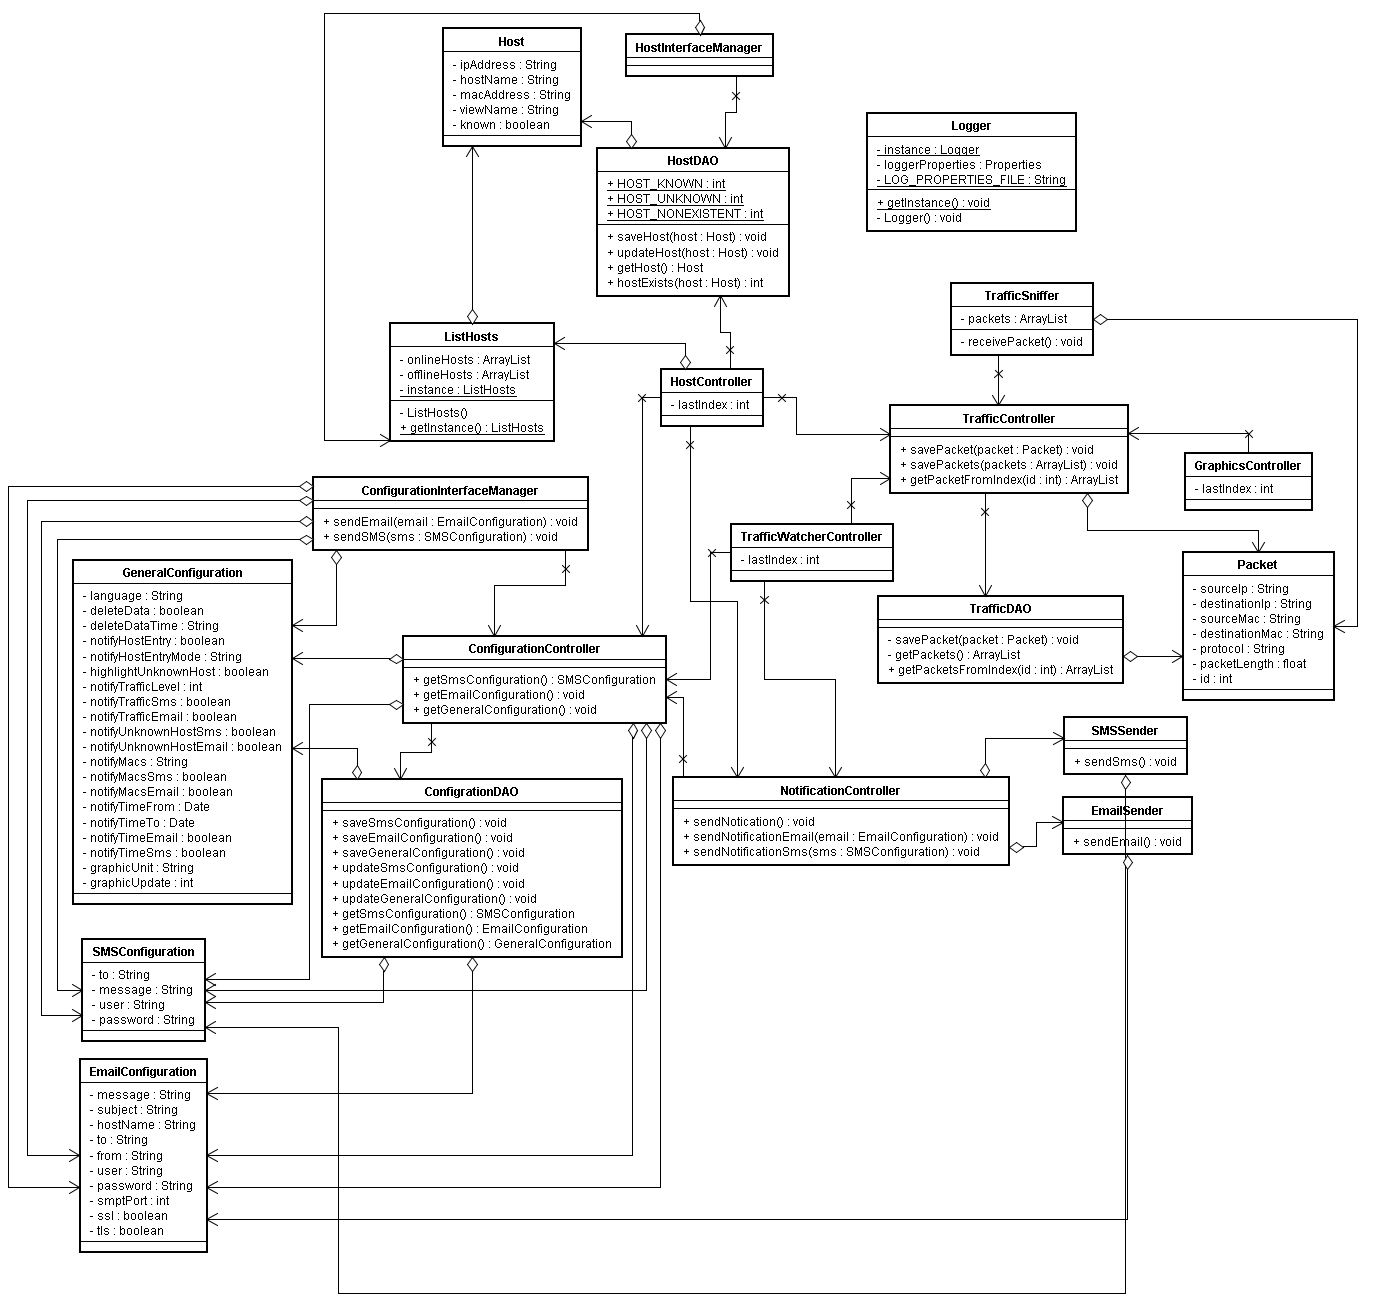 Host
- ipAddress : String
- hostName : String
- macAddress : String
- viewName : String
- known : boolean
HostInterfaceManager
HostDAO
+ HOST_KNOWN : int
+ HOST_UNKNOWN : int
+ HOST_NONEXISTENT : int
+ saveHost(host : Host) : void
+ updateHost(host : Host) : void
+ getHost() : Host
+ hostExists(host : Host) : int
Logger
- instance : Logger
- loggerProperties : Properties
- LOG_PROPERTIES_FILE : String
+ getInstance() : void
- Logger() : void
TrafficSniffer
- packets : ArrayList
- receivePacket() : void
ListHosts
- onlineHosts : ArrayList
- offlineHosts : ArrayList
- instance : ListHosts
- ListHosts()
+ getInstance() : ListHosts
HostController
- lastIndex : int
TrafficController
+ savePacket(packet : Packet) : void
+ savePackets(packets : ArrayList) : void
+ getPacketFromIndex(id : int) : ArrayList
GraphicsController
- lastIndex : int
ConfigurationInterfaceManager
+ sendEmail(email : EmailConfiguration) : void
+ sendSMS(sms : SMSConfiguration) : void
TrafficWatcherController
- lastIndex : int
Packet
- sourceIp : String
- destinationIp : String
- sourceMac : String
- destinationMac : String
- protocol : String
- packetLength : float
- id : int
GeneralConfiguration
- language : String
- deleteData : boolean
- deleteDataTime : String
- notifyHostEntry : boolean
- notifyHostEntryMode : String
- highlightUnknownHost : boolean
- notifyTrafficLevel : int
- notifyTrafficSms : boolean
- notifyTrafficEmail : boolean
- notifyUnknownHostSms : boolean
- notifyUnknownHostEmail : boolean
- notifyMacs : String
- notifyMacsSms : boolean
- notifyMacsEmail : boolean
- notifyTimeFrom : Date
- notifyTimeTo : Date
- notifyTimeEmail : boolean
- notifyTimeSms : boolean
- graphicUnit : String
- graphicUpdate : int
TrafficDAO
- savePacket(packet : Packet) : void
- getPackets() : ArrayList
+ getPacketsFromIndex(id : int) : ArrayList
ConfigurationController
+ getSmsConfiguration() : SMSConfiguration
+ getEmailConfiguration() : void
+ getGeneralConfiguration() : void
SMSSender
+ sendSms() : void
EmailSender
+ sendEmail() : void
ConfigrationDAO
+ saveSmsConfiguration() : void
+ saveEmailConfiguration() : void
+ saveGeneralConfiguration() : void
+ updateSmsConfiguration() : void
+ updateEmailConfiguration() : void
+ updateGeneralConfiguration() : void
+ getSmsConfiguration() : SMSConfiguration
+ getEmailConfiguration() : EmailConfiguration
+ getGeneralConfiguration() : GeneralConfiguration
NotificationController
+ sendNotication() : void
+ sendNotificationEmail(email : EmailConfiguration) : void
+ sendNotificationSms(sms : SMSConfiguration) : void
SMSConfiguration
- to : String
- message : String
- user : String
- password : String
EmailConfiguration
- message : String
- subject : String
- hostName : String
- to : String
- from : String
- user : String
- password : String
- smptPort : int
- ssl : boolean
- tls : boolean